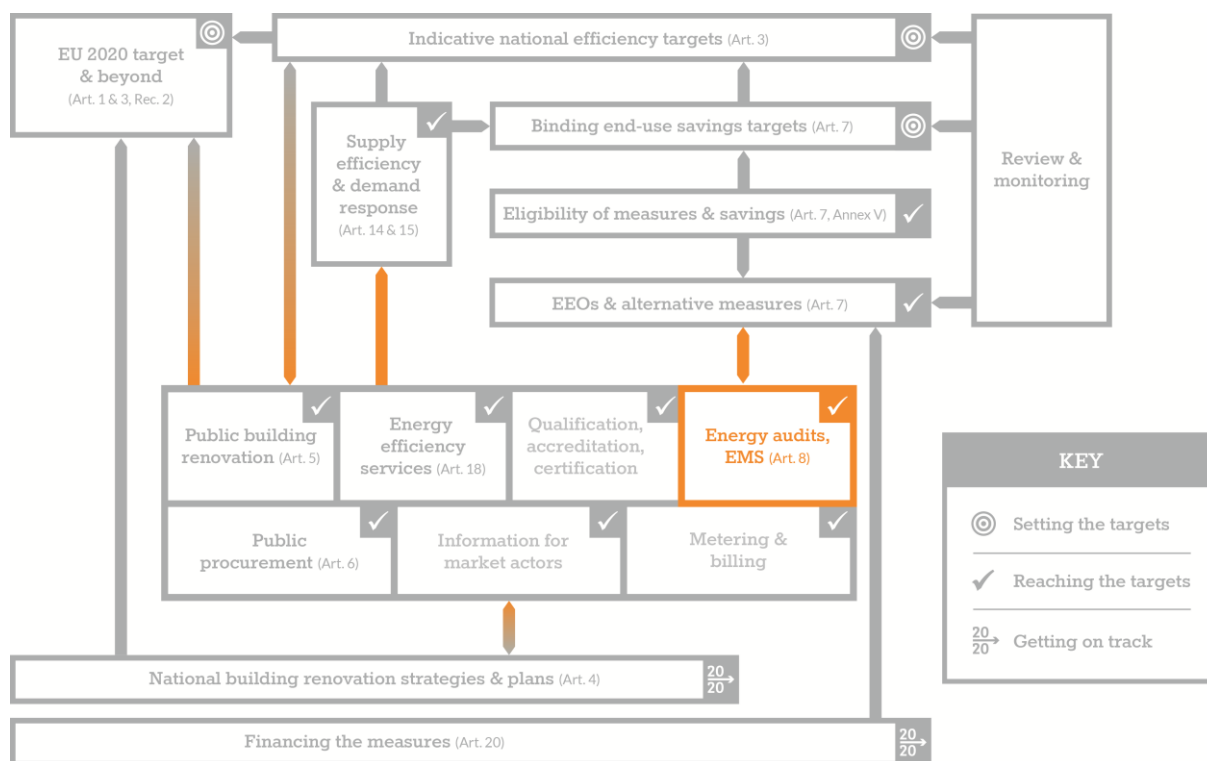 EU 2020 target
& beyond
(Art. 1 & 3, Rec. 2)
Indicative national efficiency targets (Art. 3)
Supply
efficiency
& demand
response
(Art. 14 & 15)
Binding end-use savings targets (Art. 7)
Eligibility of measures & savings (Art. 7, Annex V)
EEOs & alternative measures (Art. 7)
Review &
monitoring
Public building
renovation (Art. 5)
Energy
efficiency
services (Art. 18)
Qualification,
accreditation,
certification
Energy audits,
EMS (Art. 8)
Public
procurement (Art. 6)
Information for
market actors
Metering &
billing
National building renovation strategies & plans (Art. 4)
20
20
Financing the measures (Art. 20)
20
20
KEY
Setting the targets
Reaching the targets
20
20
Getting on track